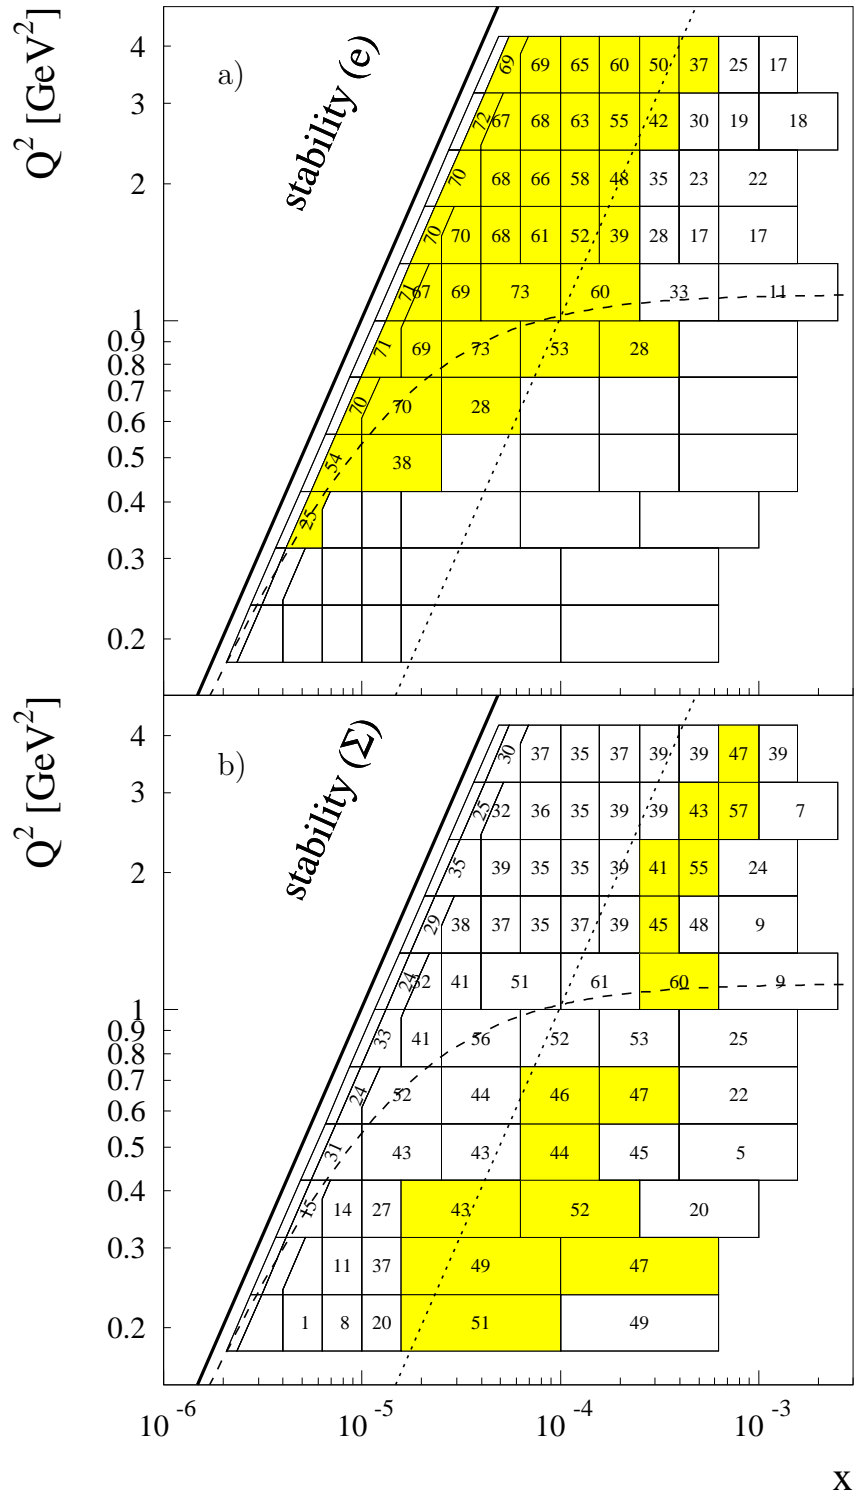 Q² [GeV²]
a)
stability (e)
4
3
2
1
0.9
0.8
0.7
0.6
0.5
0.4
0.3
0.2
69 69 65 60 50 37 25 17
72 67 68 63 55 42 30 19 18
70 68 66 58 48 35 23 22
70 70 68 61 52 39 28 17 17
71 67 69 73 60 33 11
71 69 73 53 28
70 70 28
54 38
25
Q² [GeV²]
b)
stability (Σ)
4
3
2
1
0.9
0.8
0.7
0.6
0.5
0.4
0.3
0.2
30 37 35 37 39 39 47 39
25 32 36 35 39 39 43 57 7
35 39 35 35 39 41 55 24
29 38 37 35 37 39 45 48 9
24 52 41 51 61 60 9
33 41 56 52 53 25
24 52 44 46 47 22
31 43 43 44 45 5
15 14 27 43 52 20
11 37 49 47
1 8 20 51 49
10⁻⁶ 10⁻⁵ 10⁻⁴ 10⁻³
x